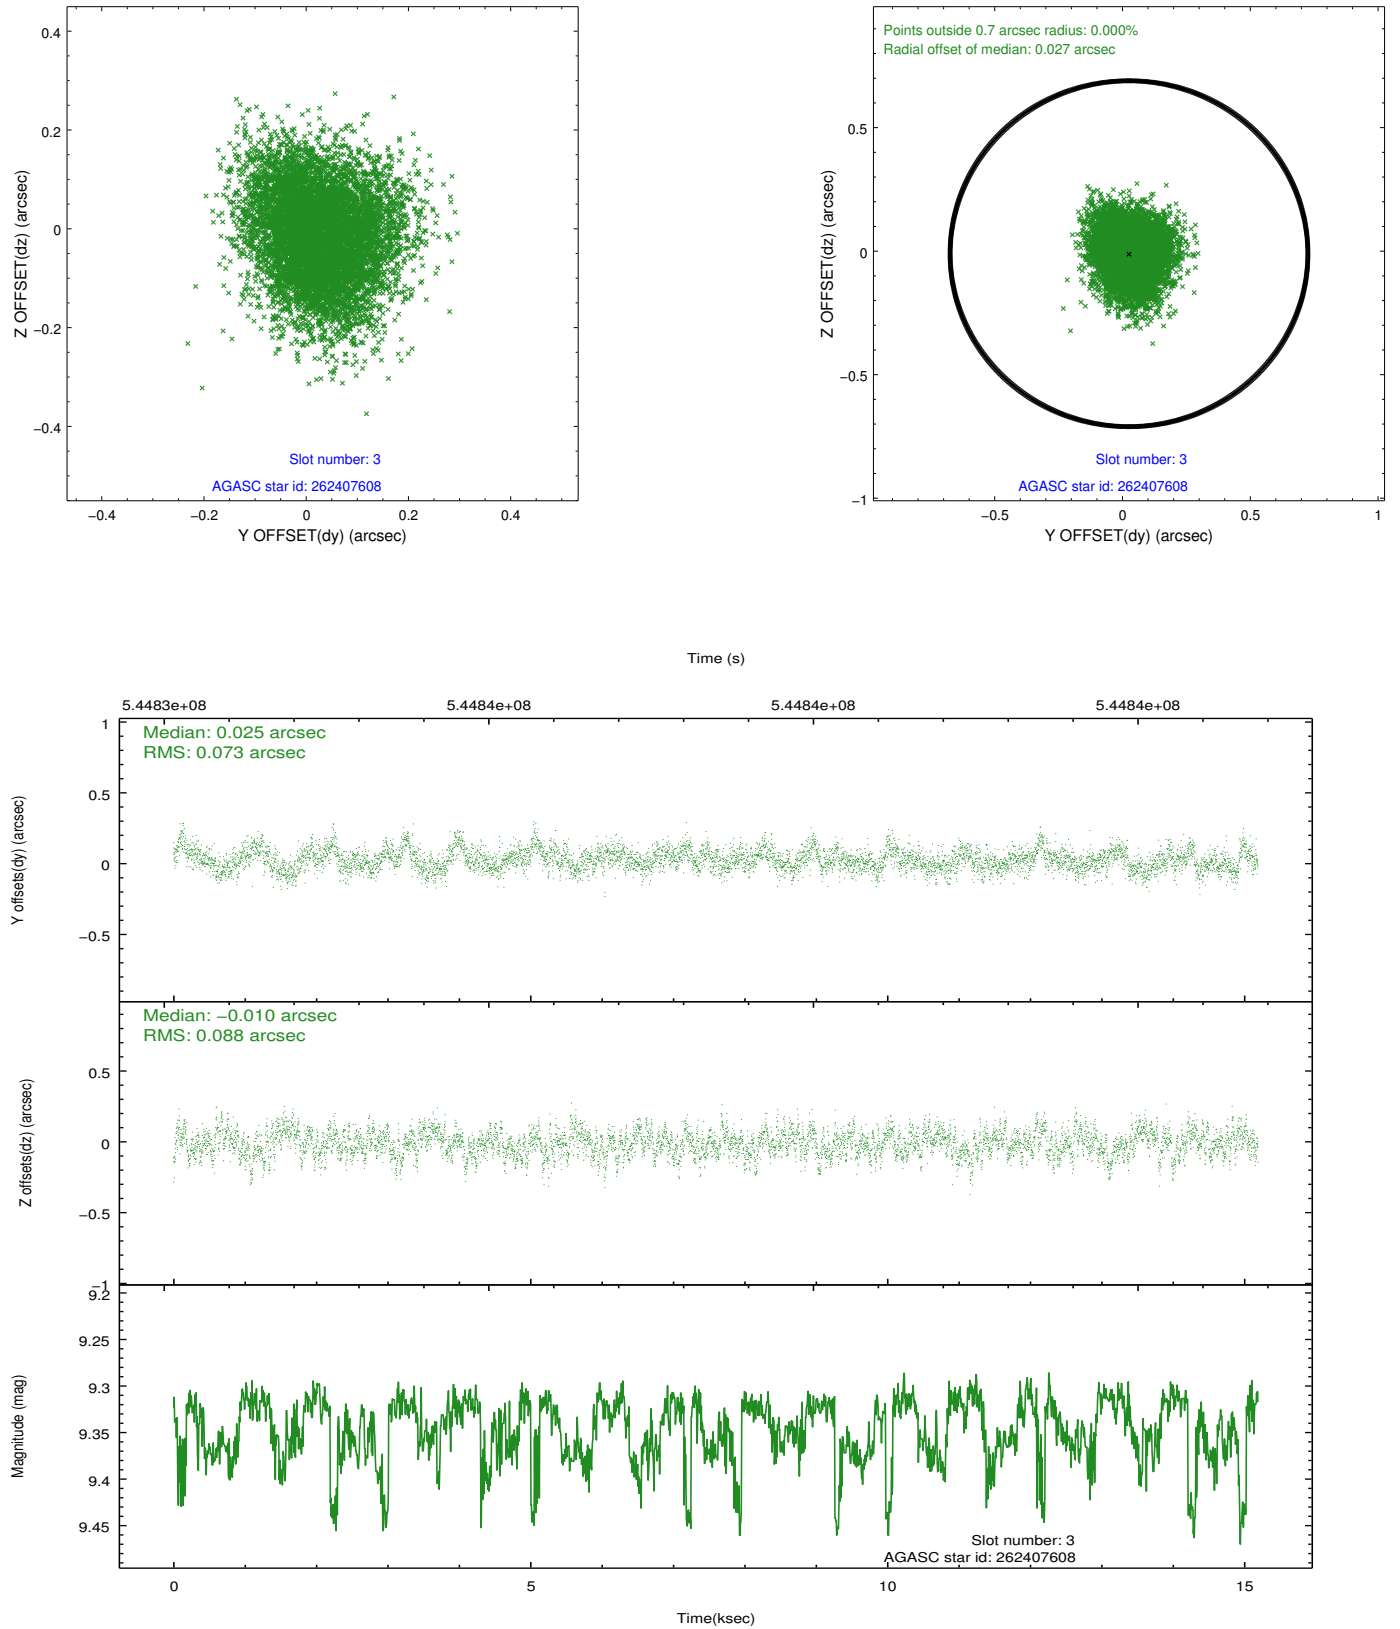 0.4
0.2
0
−0.2
−0.4
Z OFFSET(dz) (arcsec)
Slot number: 3
AGASC star id: 262407608
−0.4 −0.2 0 0.2 0.4
Y OFFSET(dy) (arcsec)
Points outside 0.7 arcsec radius: 0.000%
Radial offset of median: 0.027 arcsec
0.5
0
−0.5
−1
Z OFFSET(dz) (arcsec)
Slot number: 3
AGASC star id: 262407608
−0.5 0 0.5 1
Y OFFSET(dy) (arcsec)
Time (s)
5.4483e+08 5.4484e+08 5.4484e+08 5.4484e+08
Median: 0.025 arcsec
RMS: 0.073 arcsec
1
0.5
0
−0.5
Y offsets(dy) (arcsec)
Median: −0.010 arcsec
RMS: 0.088 arcsec
0.5
0
−0.5
−1
Z offsets(dz) (arcsec)
9.2
9.25
9.3
9.35
9.4
9.45
Magnitude (mag)
Slot number: 3
AGASC star id: 262407608
0 5 10 15
Time(ksec)